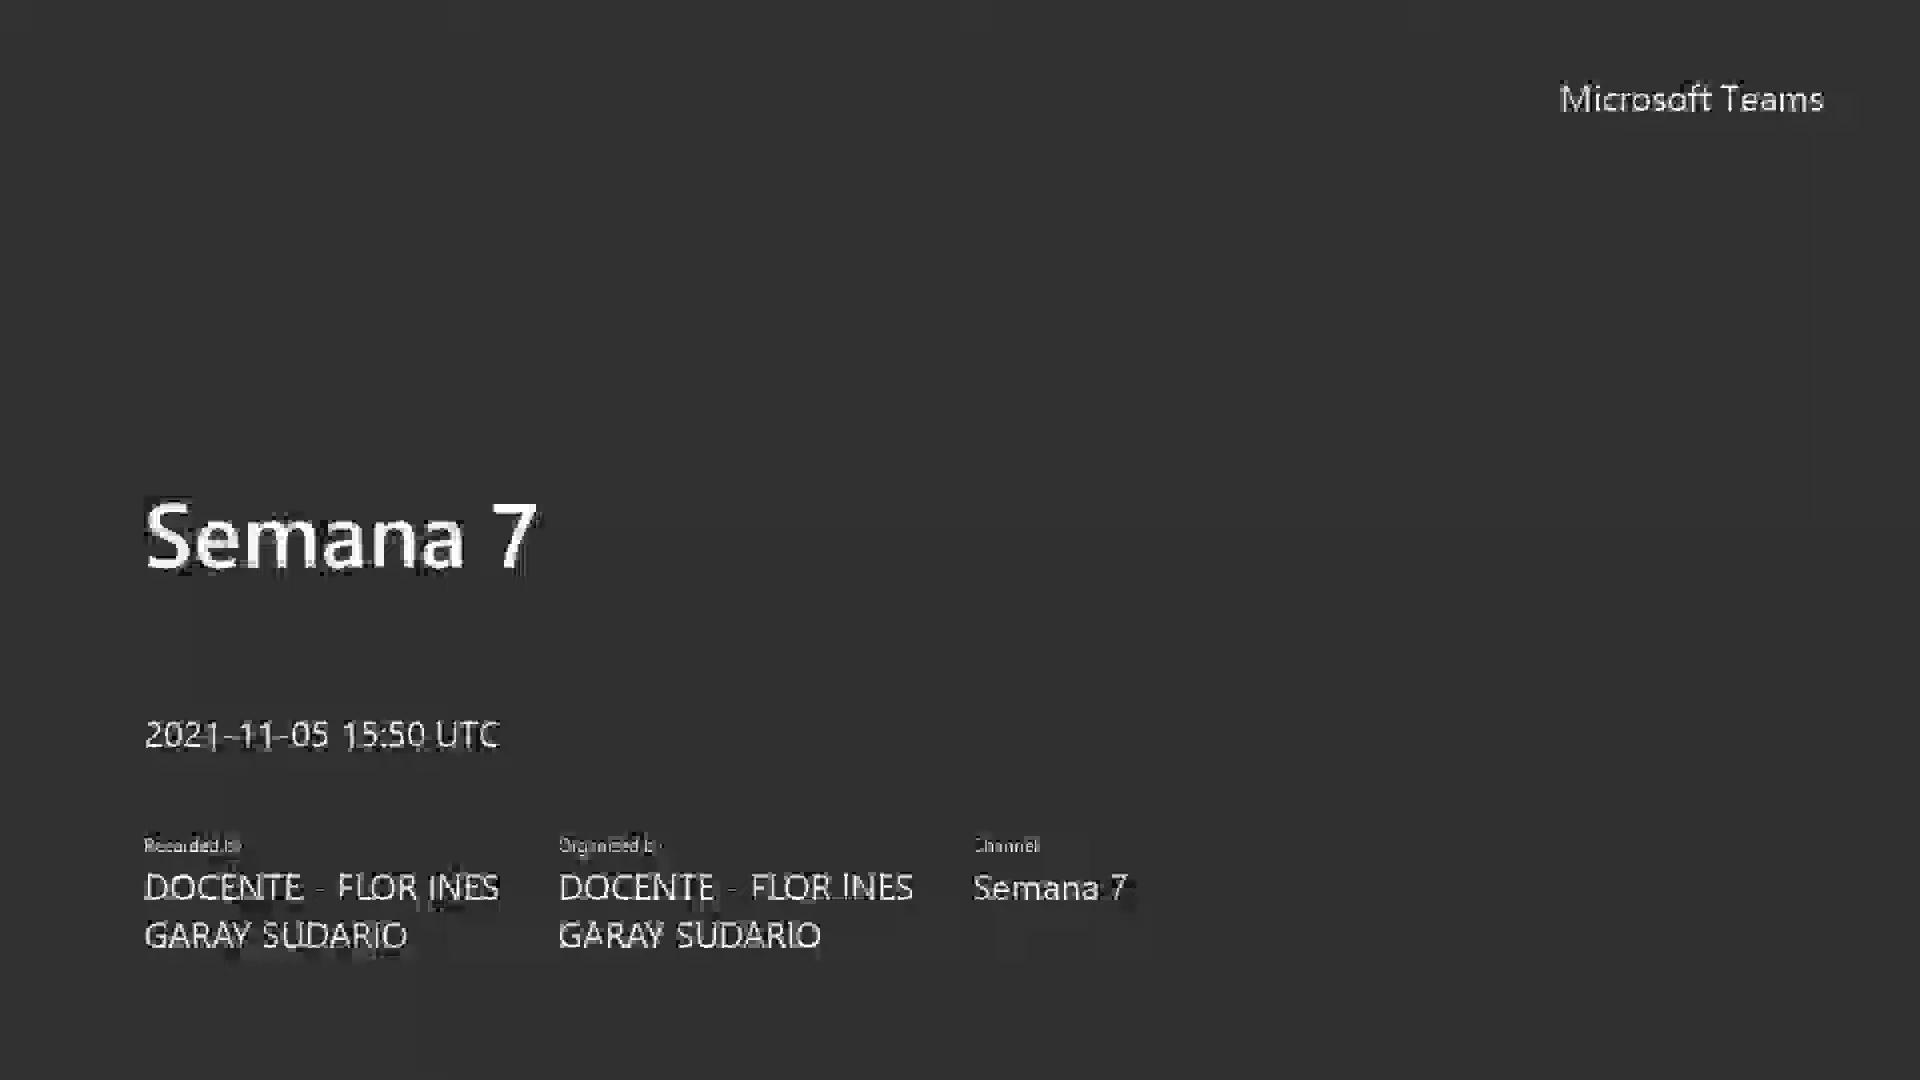 Microsoft Teams
Semana 7
2021-11-05 15:50 UTC
Recorded by
Organized by
Channel
DOCENTE - FLOR INES
GARAY SUDARIO
DOCENTE - FLOR INES
GARAY SUDARIO
Semana 7